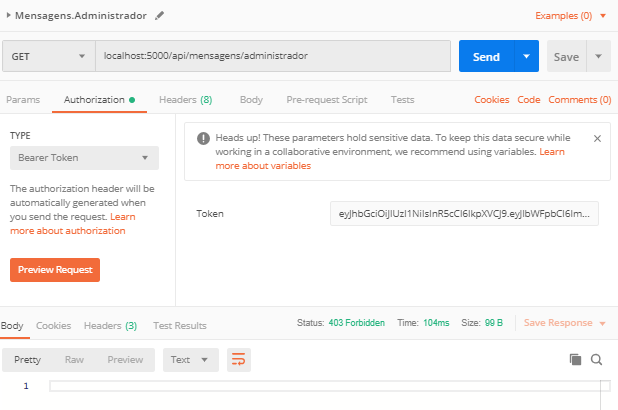 Mensagens.Administrador
Examples (0)
GET
localhost:5000/api/mensagens/administrador
Send
Save
Params
Authorization
Headers (8)
Body
Pre-request Script
Tests
Cookies
Code
Comments (0)
TYPE
Bearer Token
The authorization header will be
automatically generated when
you send the request. Learn
more about authorization
Preview Request
Heads up! These parameters hold sensitive data. To keep this data secure while
working in a collaborative environment, we recommend using variables. Learn
more about variables
Token
eyJhbGciOiJIUzI1NiIsInR5cCI6IkpXVCJ9.eyJlbWFpbCI6Im...
Body
Cookies
Headers (3)
Test Results
Status: 403 Forbidden
Time: 104ms
Size: 99 B
Save Response
Pretty
Raw
Preview
Text
1